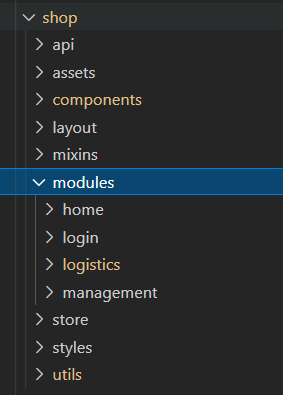 shop
api
assets
components
layout
mixins
modules
home
login
logistics
management
store
styles
utils